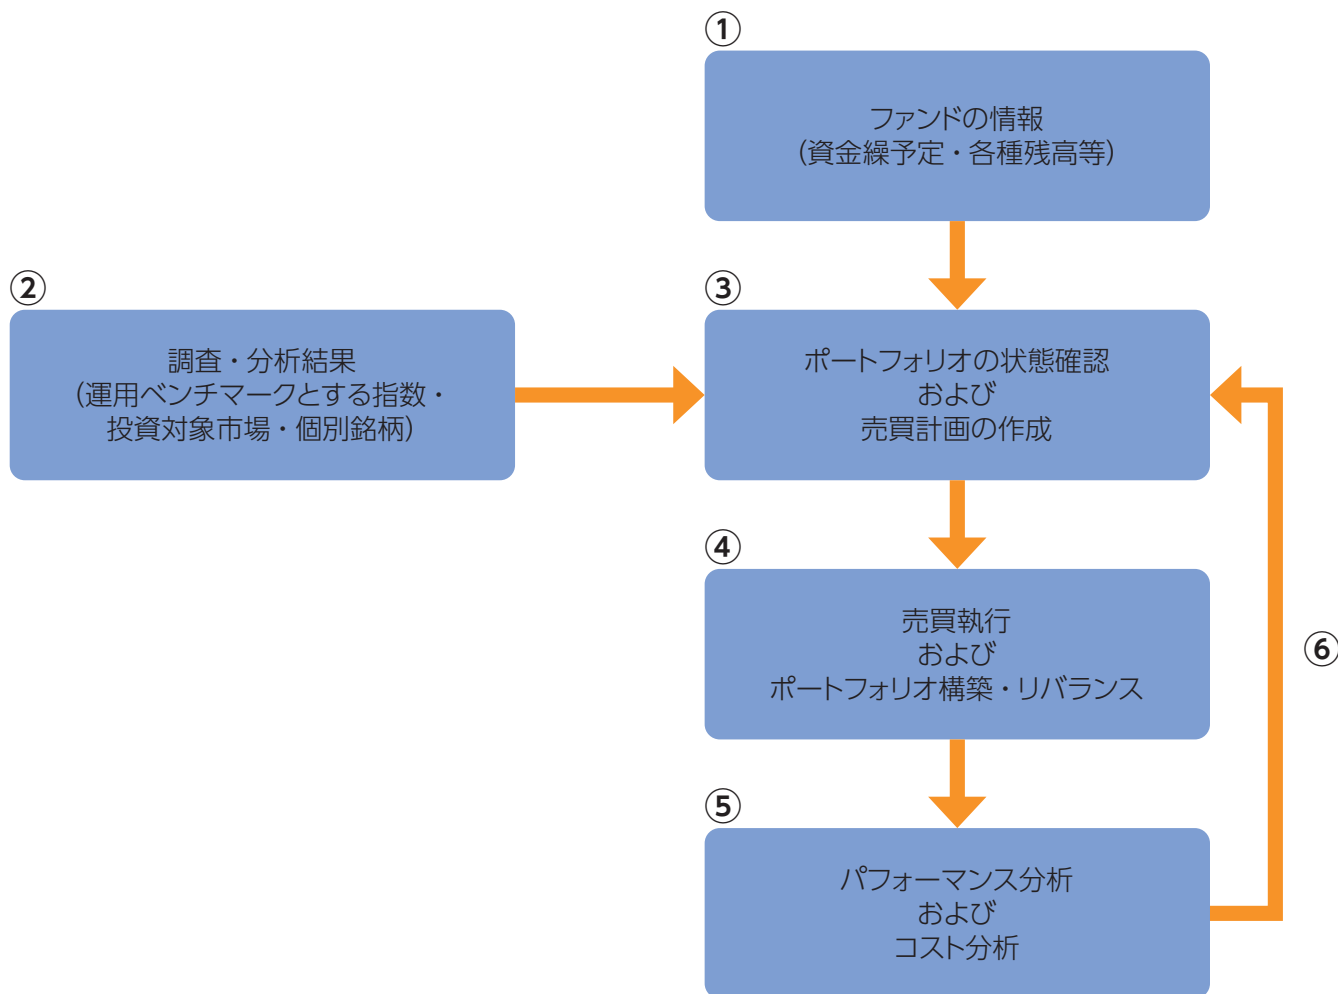 ①
ファンドの情報
(資金繰予定・各種残高等)
②
調査・分析結果
(運用ベンチマークとする指数・
投資対象市場・個別銘柄)
③
ポートフォリオの状態確認
および
売買計画の作成
④
売買執行
および
ポートフォリオ構築・リバランス
⑤
パフォーマンス分析
および
コスト分析
⑥